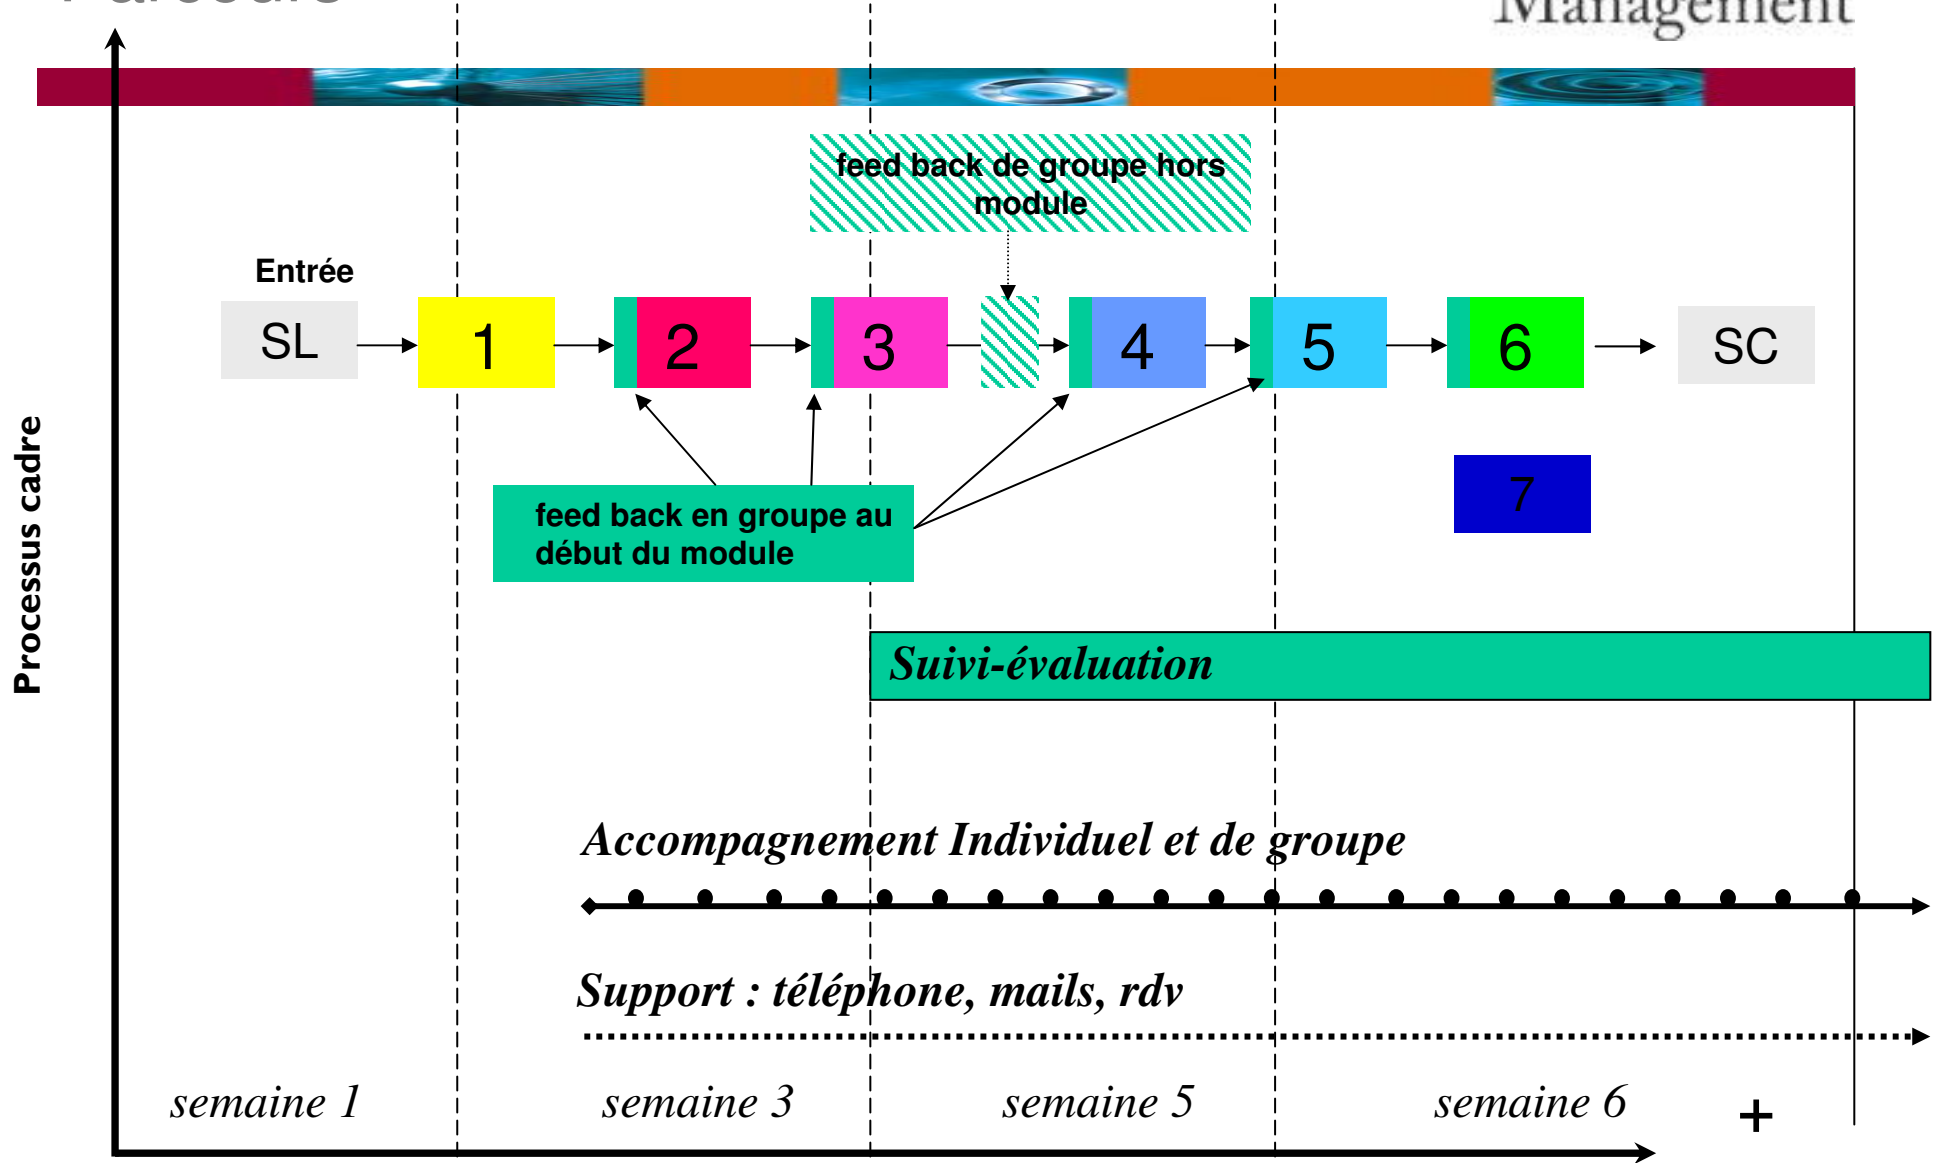 Parcours
Management
feed back de groupe hors
module
Entrée
SL
1
2
3
4
5
6
SC
7
feed back en groupe au
début du module
Processus cadre
Suivi-évaluation
Accompagnement Individuel et de groupe
Support : téléphone, mails, rdv
semaine 1
semaine 3
semaine 5
semaine 6
+